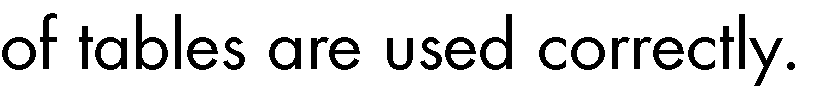 of tables are used correctly.